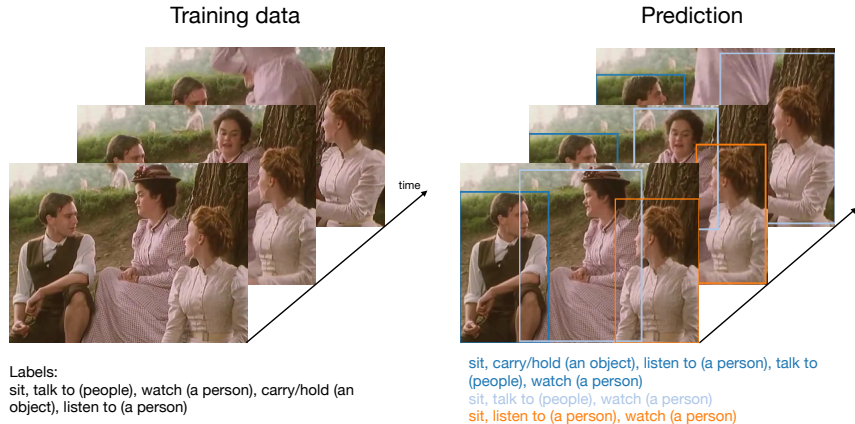 Training data
Prediction
time
Labels:
sit, talk to (people), watch (a person), carry/hold (an
object), listen to (a person)
sit, carry/hold (an object), listen to (a person), talk to
(people), watch (a person)
sit, talk to (people), watch (a person)
sit, listen to (a person), watch (a person)